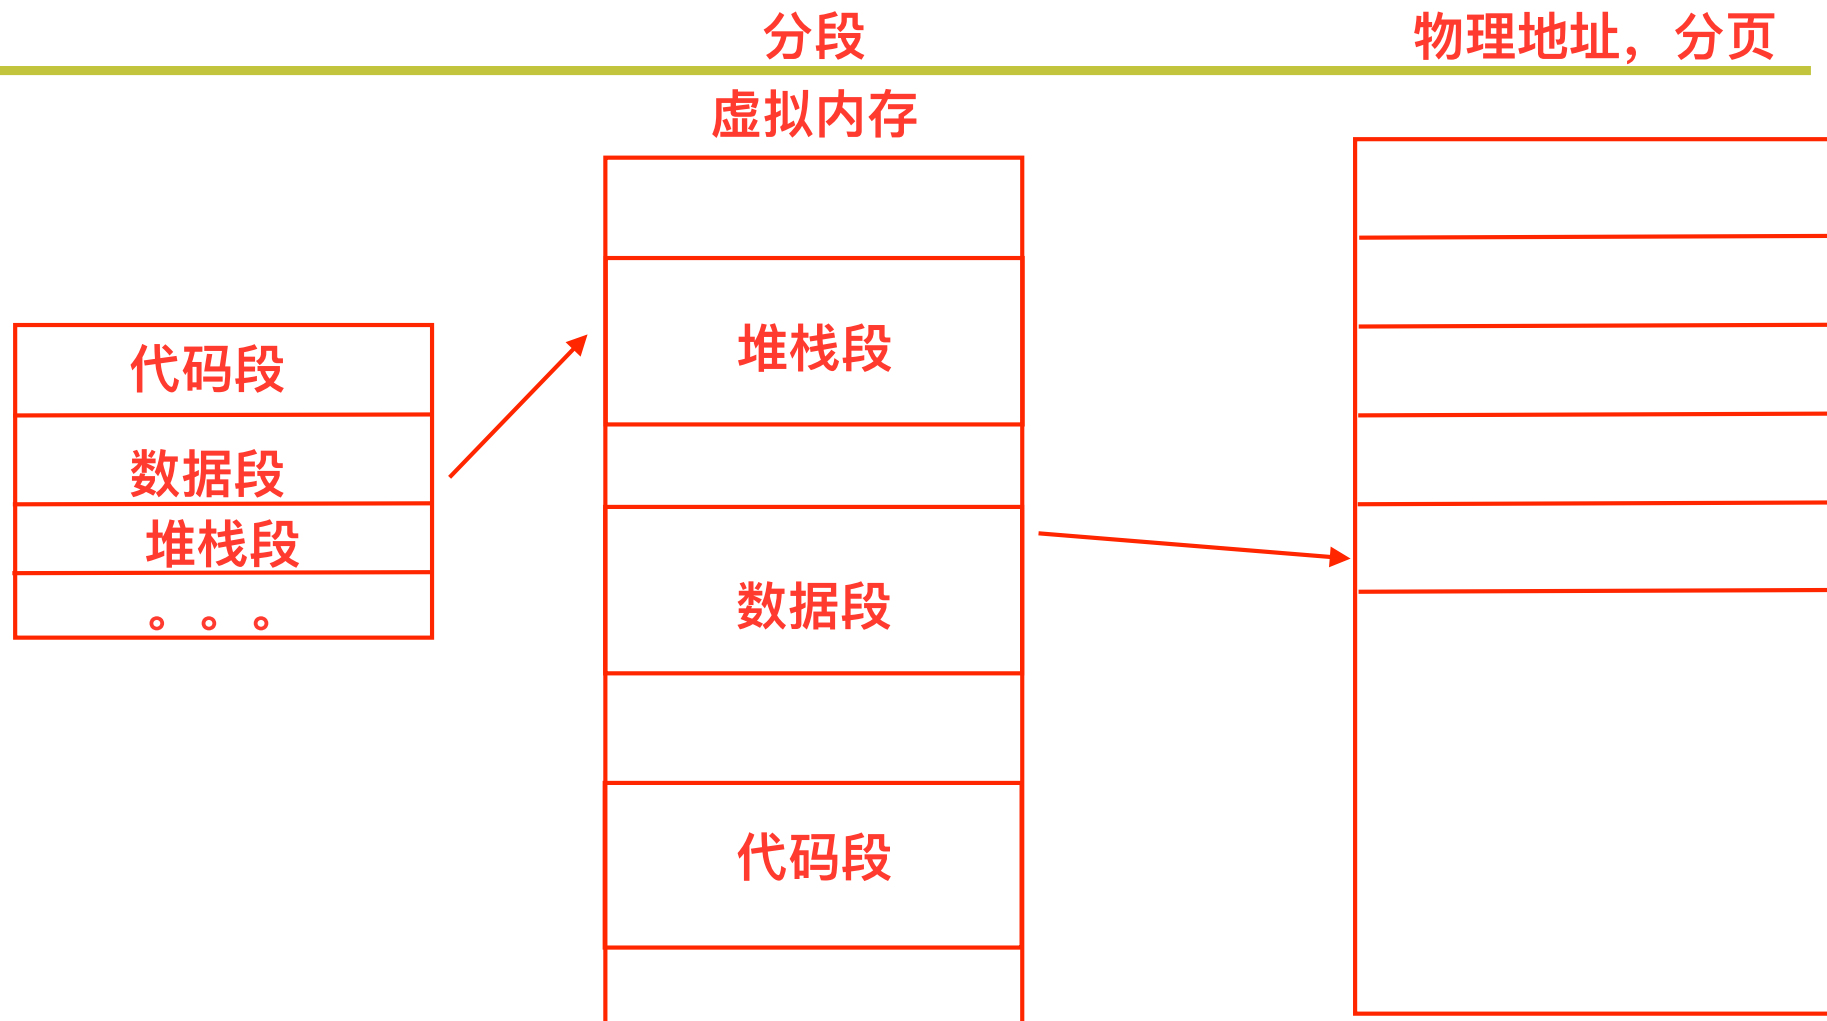 分段
物理地址，分页
虚拟内存
代码段
数据段
堆栈段
。。。
堆栈段
数据段
代码段